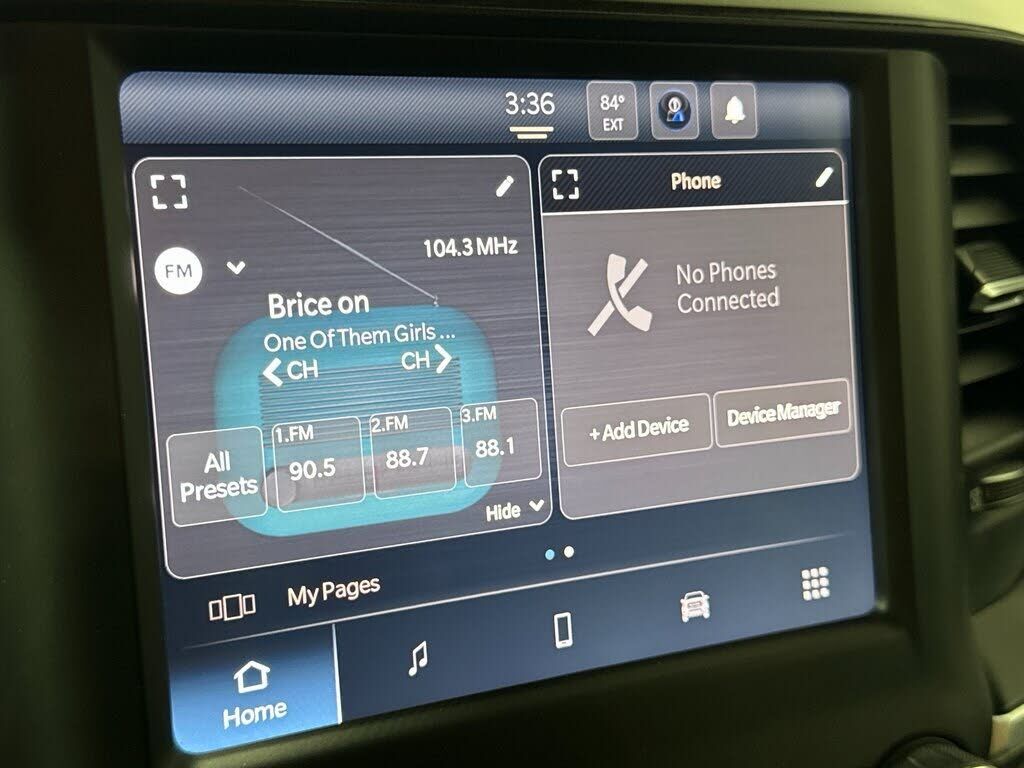 3:36
84°
EXT
FM
104.3 MHz
Brice on
One Of Them Girls ...
CH
CH
All
Presets
1.FM
90.5
2.FM
88.7
3.FM
88.1
Hide
Phone
No Phones
Connected
+ Add Device
Device Manager
My Pages
Home